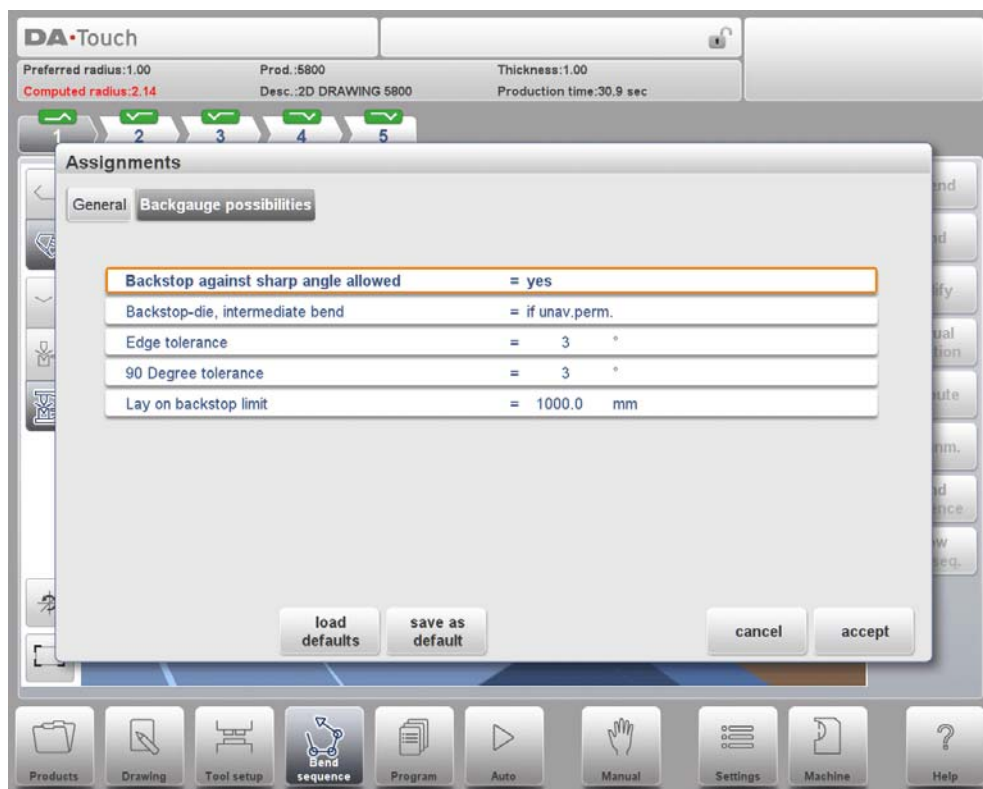 DA•Touch
Preferred radius:1.00 Prod.:5800 Thickness:1.00
Computed radius:2.14 Desc.:2D DRAWING 5800 Production time:30.9 sec
1 2 3 4 5
Assignments
General Backgauge possibilities
Backstop against sharp angle allowed = yes
Backstop-die, intermediate bend = if unav.perm.
Edge tolerance = 3 °
90 Degree tolerance = 3 °
Lay on backstop limit = 1000.0 mm
load defaults
save as default
cancel
accept
Products
Drawing
Tool setup
Bend sequence
Program
Auto
Manual
Settings
Machine
Help